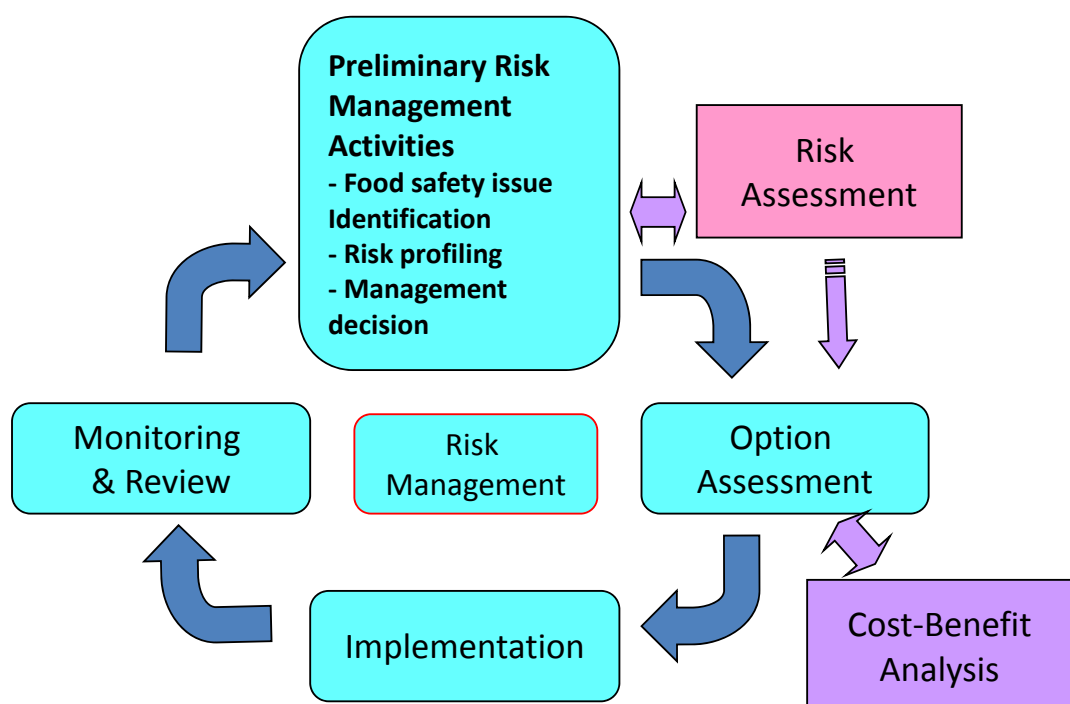 Preliminary Risk
Management
Activities
- Food safety issue
Identification
- Risk profiling
- Management
decision
Risk
Assessment
Monitoring
& Review
Risk
Management
Option
Assessment
Implementation
Cost-Benefit
Analysis